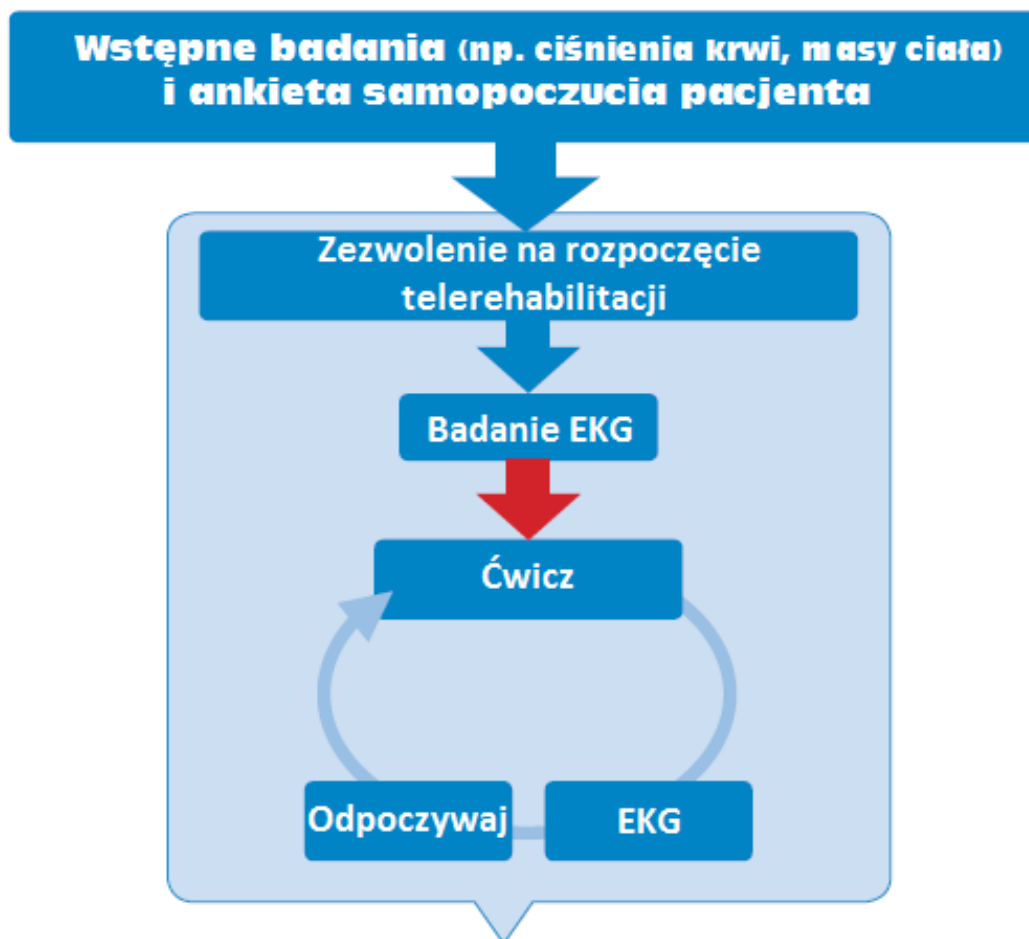 Wstępne badania (np. ciśnienia krwi, masy ciała)
i ankieta samopoczucia pacjenta
Zezwolenie na rozpoczęcie
telerehabilitacji
Badanie EKG
Ćwicz
Odpoczywaj
EKG